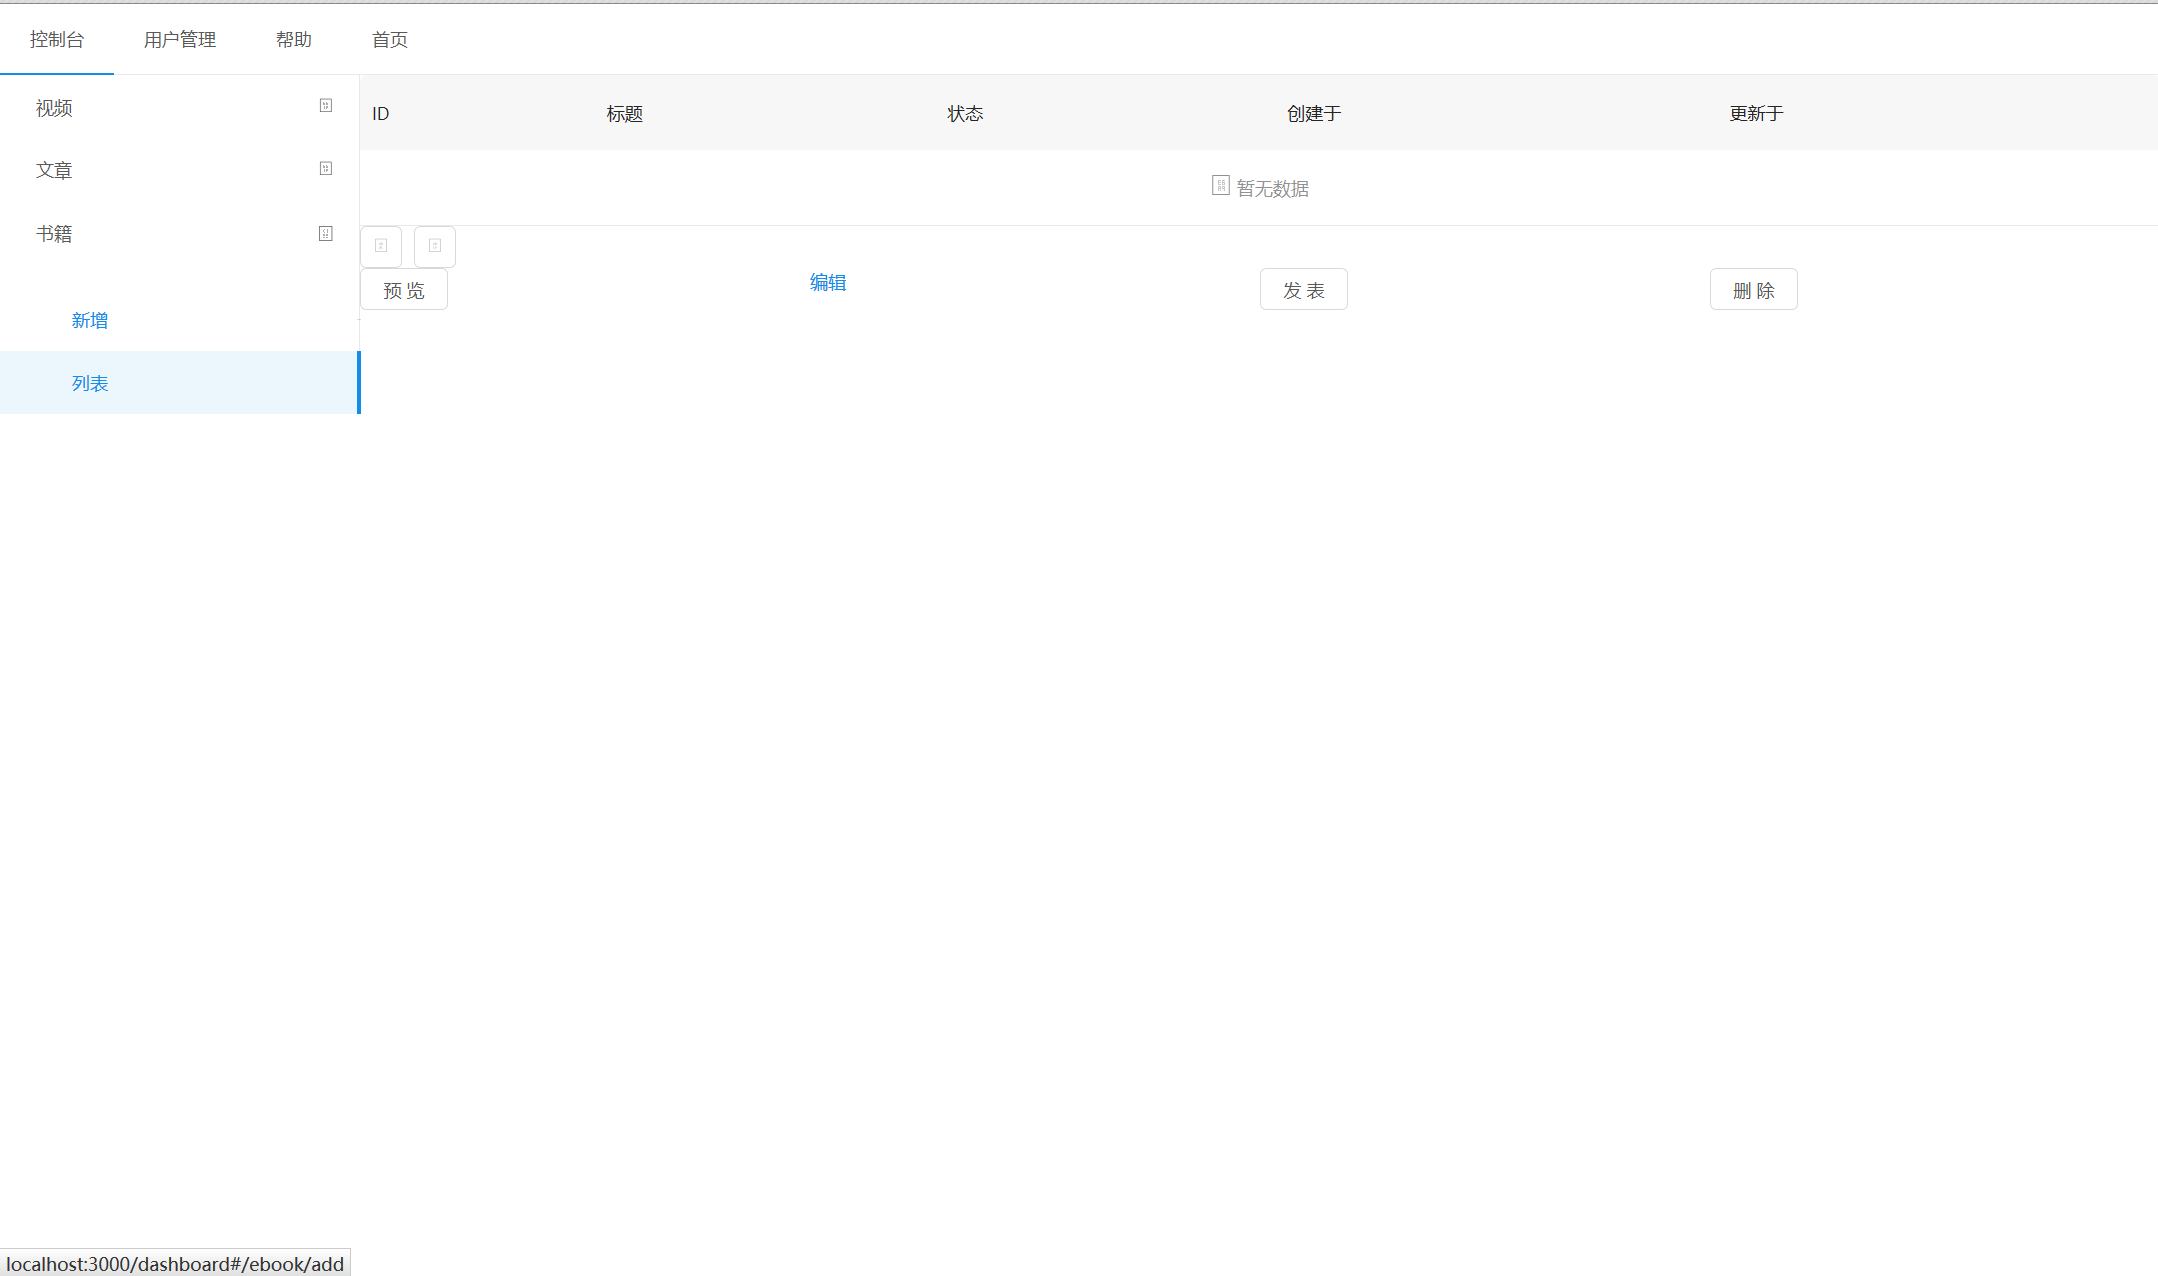 控制台 用户管理 帮助 首页
视频
文章
书籍
新增
列表
ID 标题 状态 创建于 更新于
暂无数据
预 览 编辑 发 表 删 除
localhost:3000/dashboard#/ebook/add